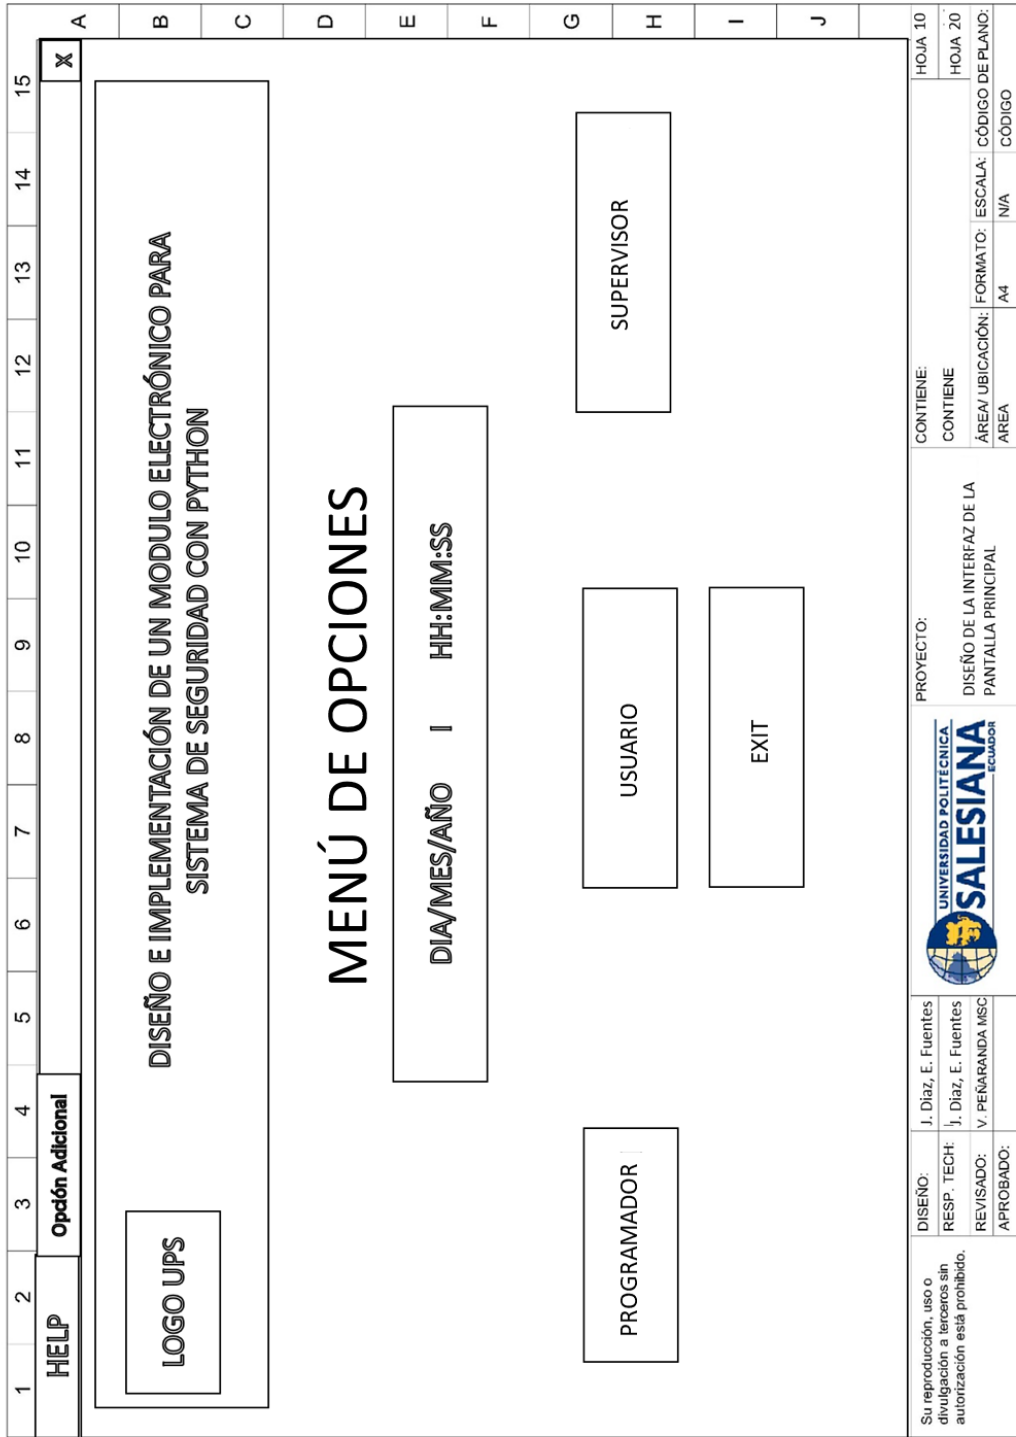 1 2 3 4 5 6 7 8 9 10 11 12 13 14 15
HELP
Opción Adicional
X
A
B
C
D
E
F
G
H
I
J
LOGO UPS
DISEÑO E IMPLEMENTACIÓN DE UN MODULO ELECTRÓNICO PARA
SISTEMA DE SEGURIDAD CON PYTHON
MENÚ DE OPCIONES
DIA/MES/AÑO I HH:MM:SS
PROGRAMADOR
USUARIO
SUPERVISOR
EXIT
Su reproducción, uso o
divulgación a terceros sin
autorización está prohibido.
DISEÑO: J. Diaz, E. Fuentes
RESP. TECH: J. Diaz, E. Fuentes
REVISADO: V. PEÑARANDA MSC
APROBADO:
UNIVERSIDAD POLITÉCNICA
SALESIANA
ECUADOR
PROYECTO:
DISEÑO DE LA INTERFAZ DE LA
PANTALLA PRINCIPAL
CONTIENE:
CONTIENE
HOJA 10
HOJA 20
ÁREA/ UBICACIÓN: FORMATO: ESCALA: CÓDIGO DE PLANO:
AREA A4 N/A CÓDIGO